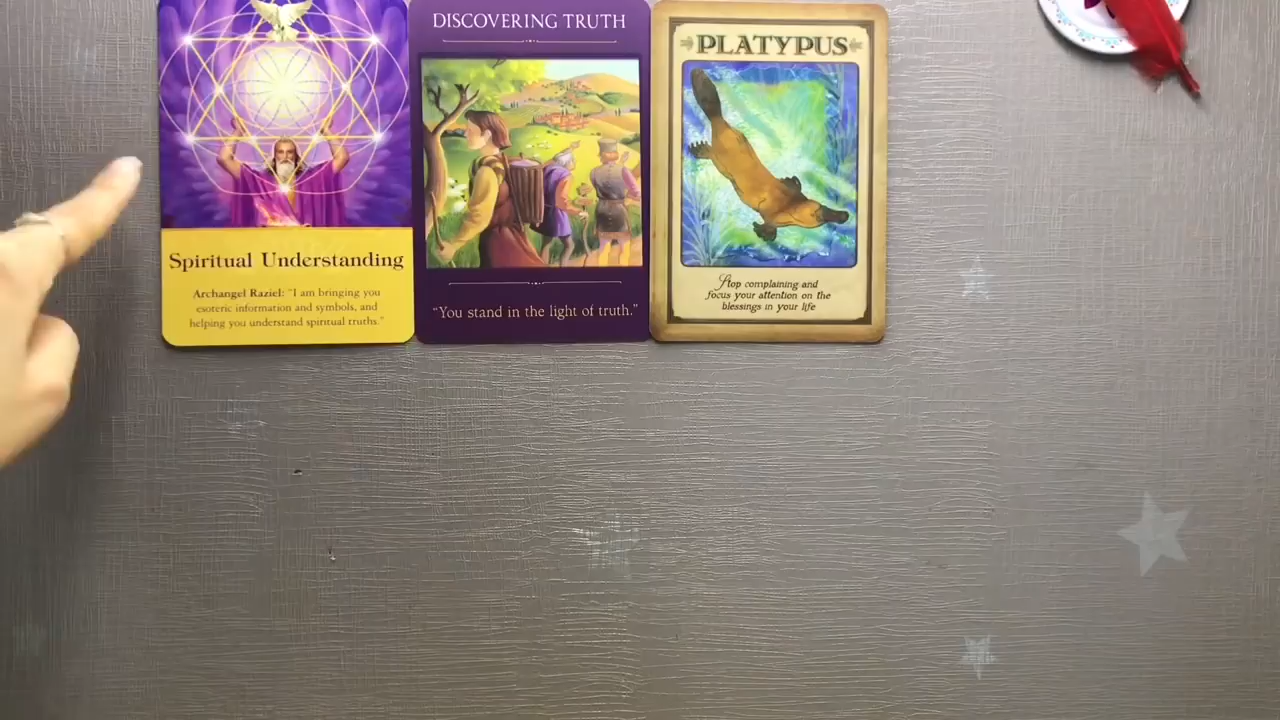 Spiritual Understanding
Archangel Raziel: "I am bringing you
esoteric information and symbols, and
helping you understand spiritual truths."
DISCOVERING TRUTH
"You stand in the light of truth."
PLATYPUS
Stop complaining and
focus your attention on the
blessings in your life